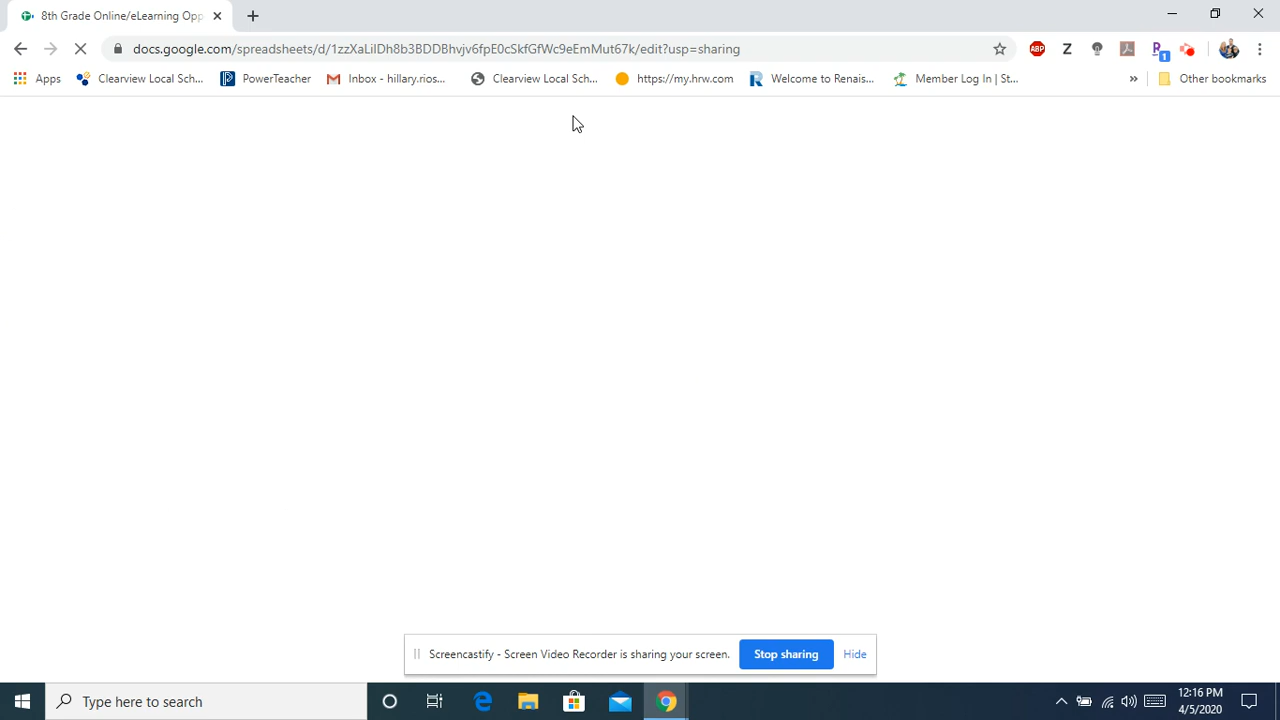 8th Grade Online/eLearning Opp
docs.google.com/spreadsheets/d/1zzXaLilDh8b3BDDBhvjv6fpE0cSkfGfWc9eEmMut67k/edit?usp=sharing
ABP
Z
1
Apps
Clearview Local Sch...
PowerTeacher
Inbox - hillary.rios...
Clearview Local Sch...
https://my.hrw.com
Welcome to Renais...
Member Log In | St...
»
Other bookmarks
Screencastify - Screen Video Recorder is sharing your screen.
Stop sharing
Hide
Type here to search
12:16 PM
4/5/2020